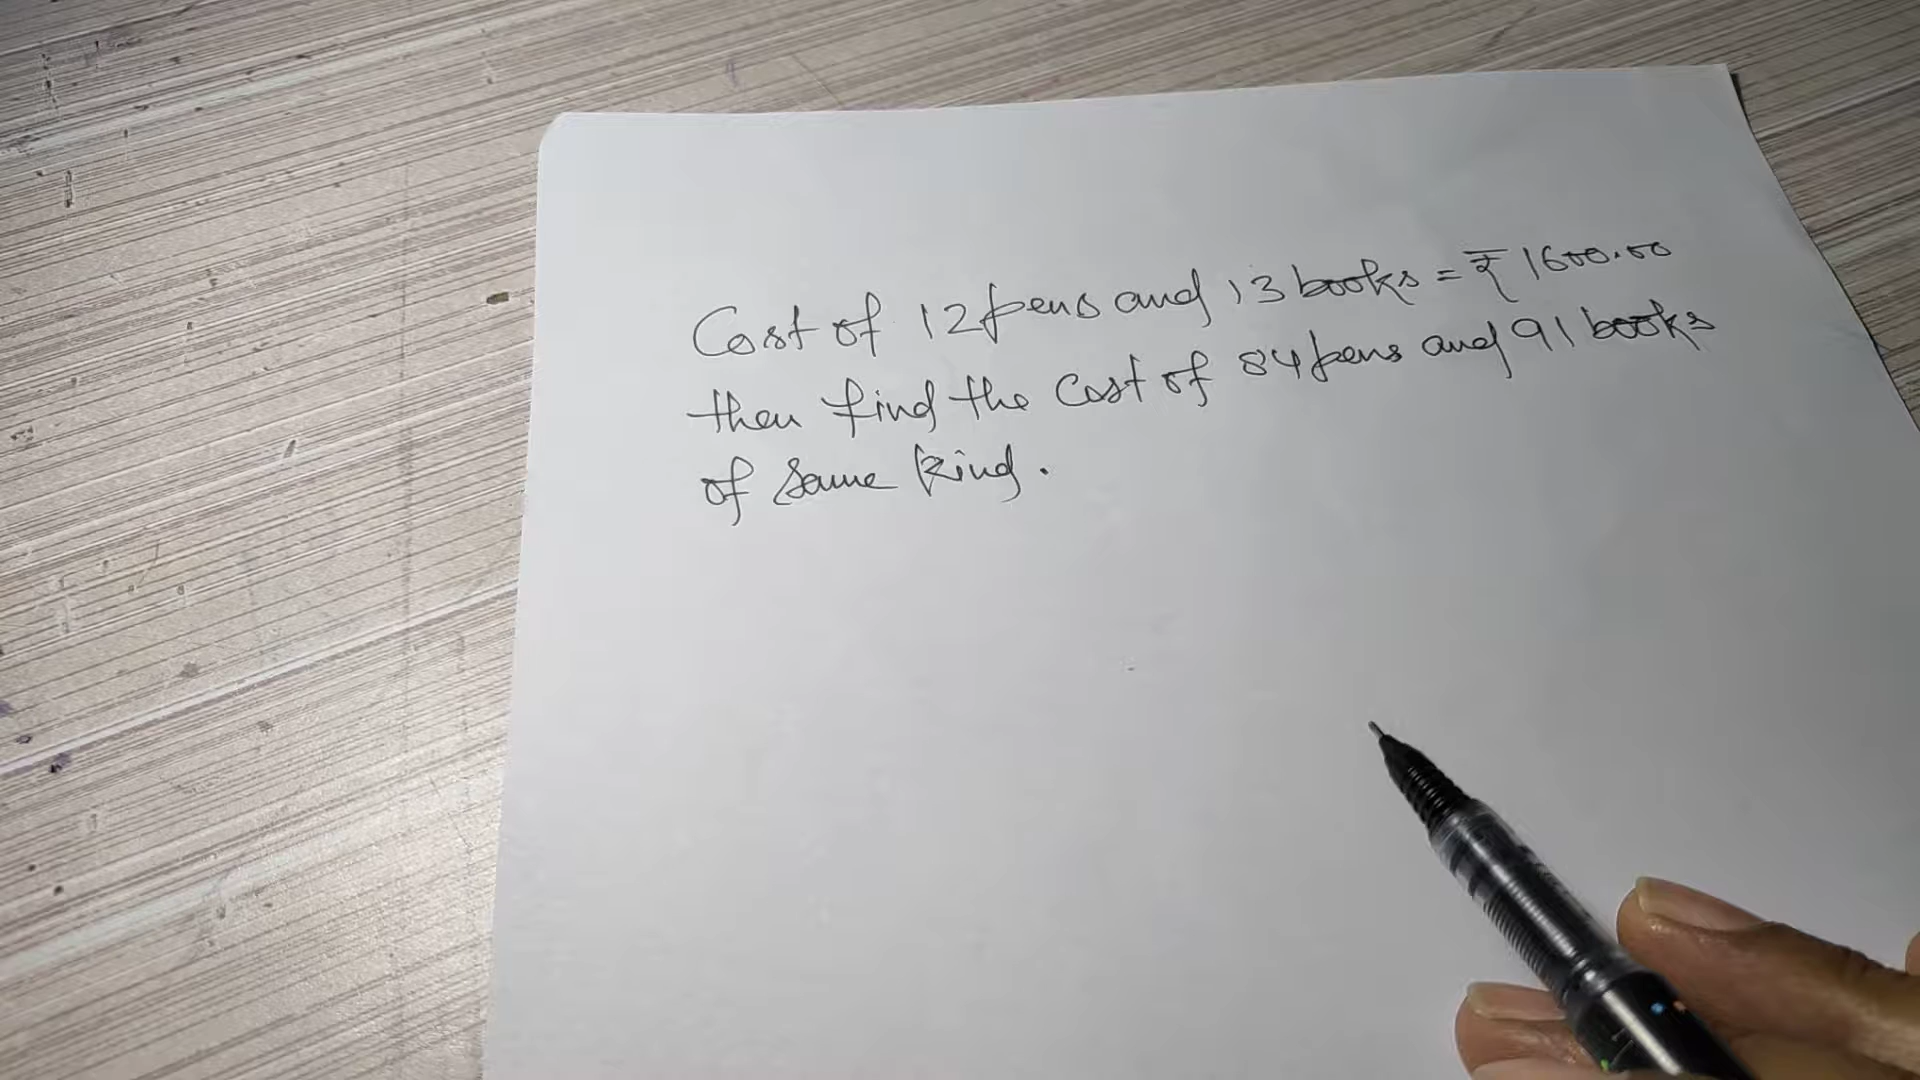 Cost of 12 pens and 13 books = ₹ 1600.00
then find the cost of 84 pens and 91 books
of same kind.